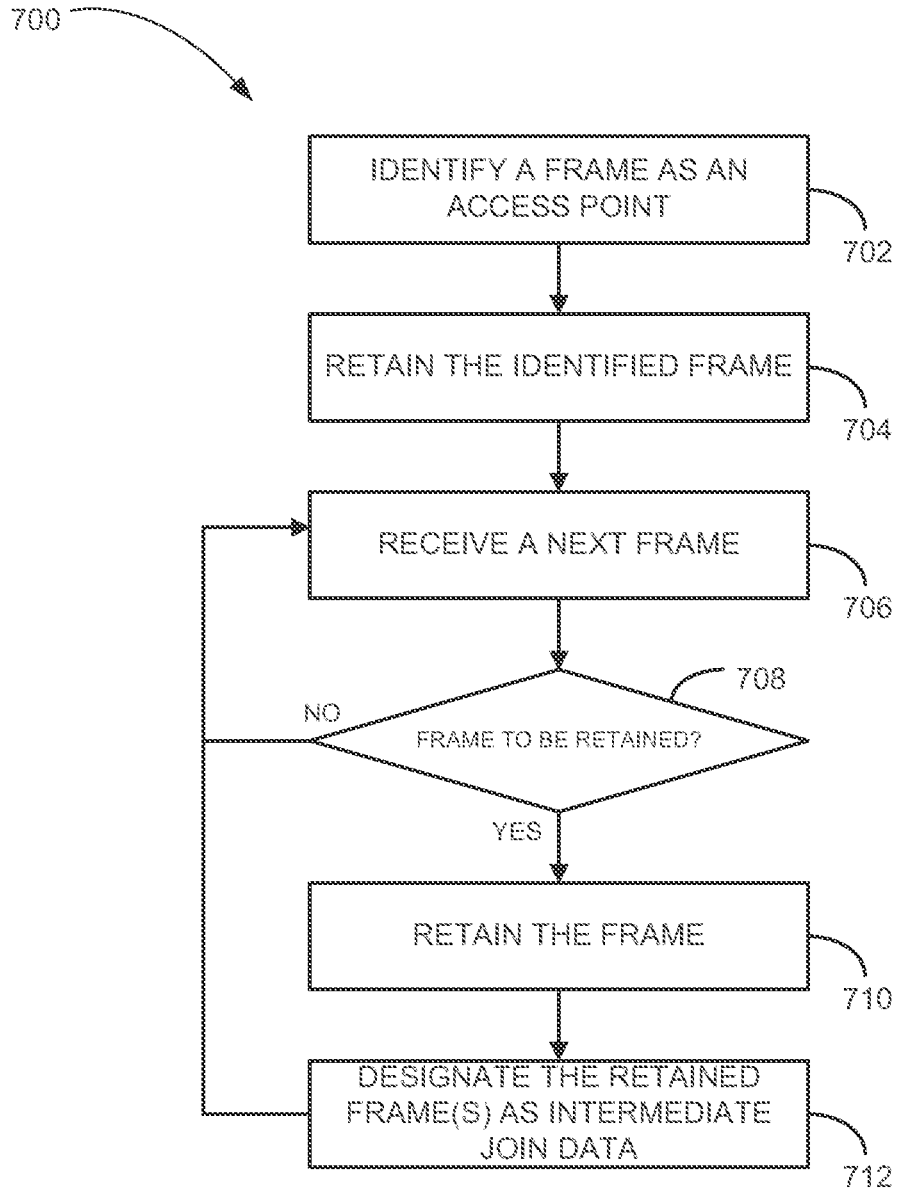 700
IDENTIFY A FRAME AS AN
ACCESS POINT
702
RETAIN THE IDENTIFIED FRAME
704
RECEIVE A NEXT FRAME
706
708
NO
FRAME TO BE RETAINED?
YES
RETAIN THE FRAME
710
DESIGNATE THE RETAINED
FRAME(S) AS INTERMEDIATE
JOIN DATA
712